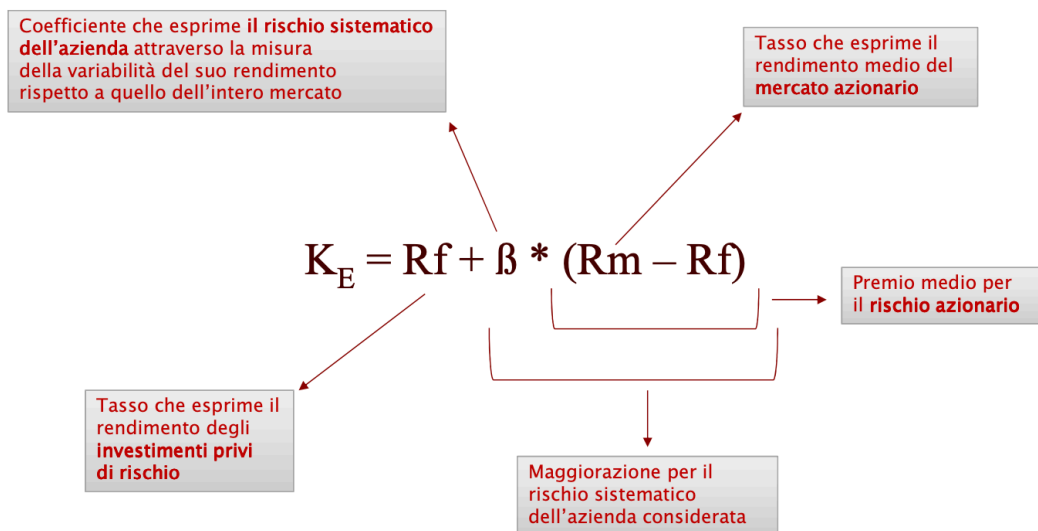 Coefficiente che esprime il rischio sistematico
dell'azienda attraverso la misura
della variabilità del suo rendimento
rispetto a quello dell'intero mercato
Tasso che esprime il
rendimento medio del
mercato azionario
K_E = Rf + ß * (Rm – Rf)
Premio medio per
il rischio azionario
Tasso che esprime il
rendimento degli
investimenti privi
di rischio
Maggiorazione per il
rischio sistematico
dell'azienda considerata